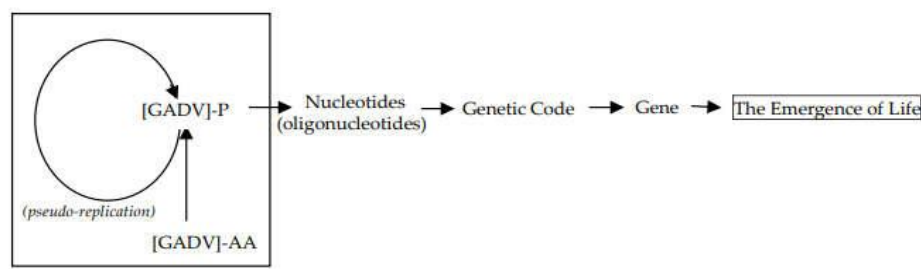 [GADV]-P
Nucleotides
(oligonucleotides)
Genetic Code
Gene
The Emergence of Life
(pseudo-replication)
[GADV]-AA